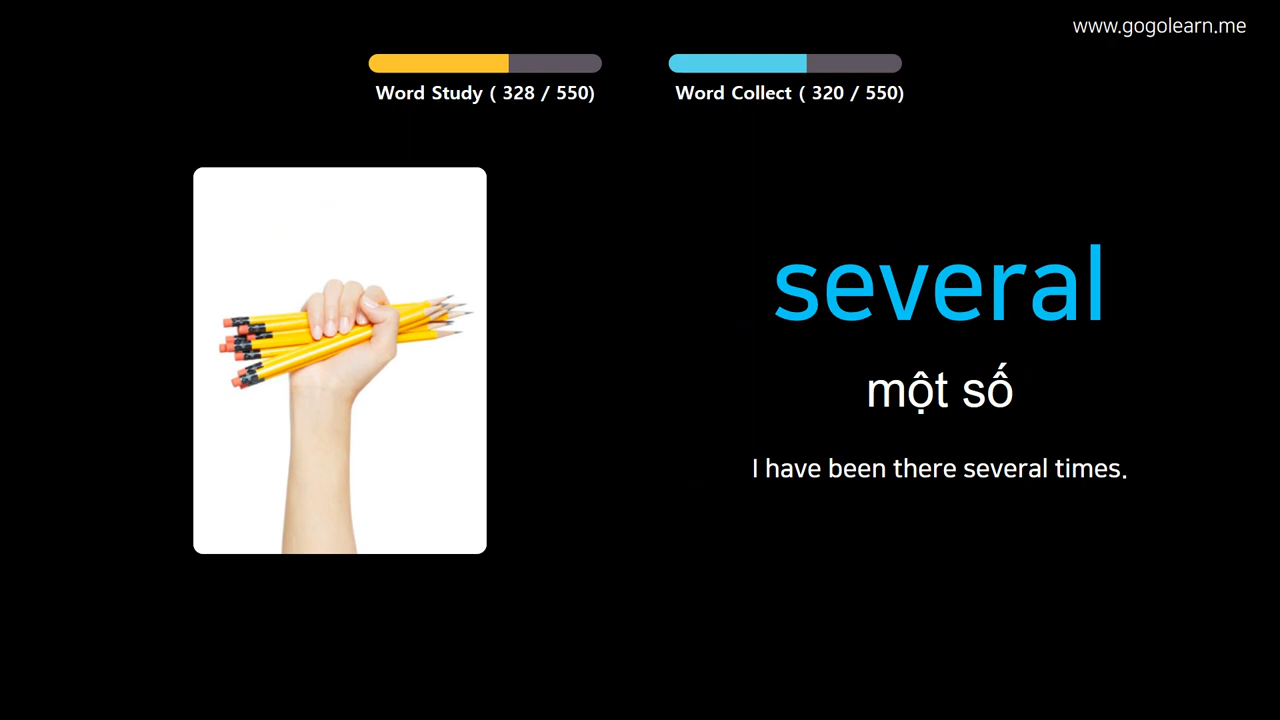 www.gogolearn.me
Word Study ( 328 / 550)
Word Collect ( 320 / 550)
several
một số
I have been there several times.